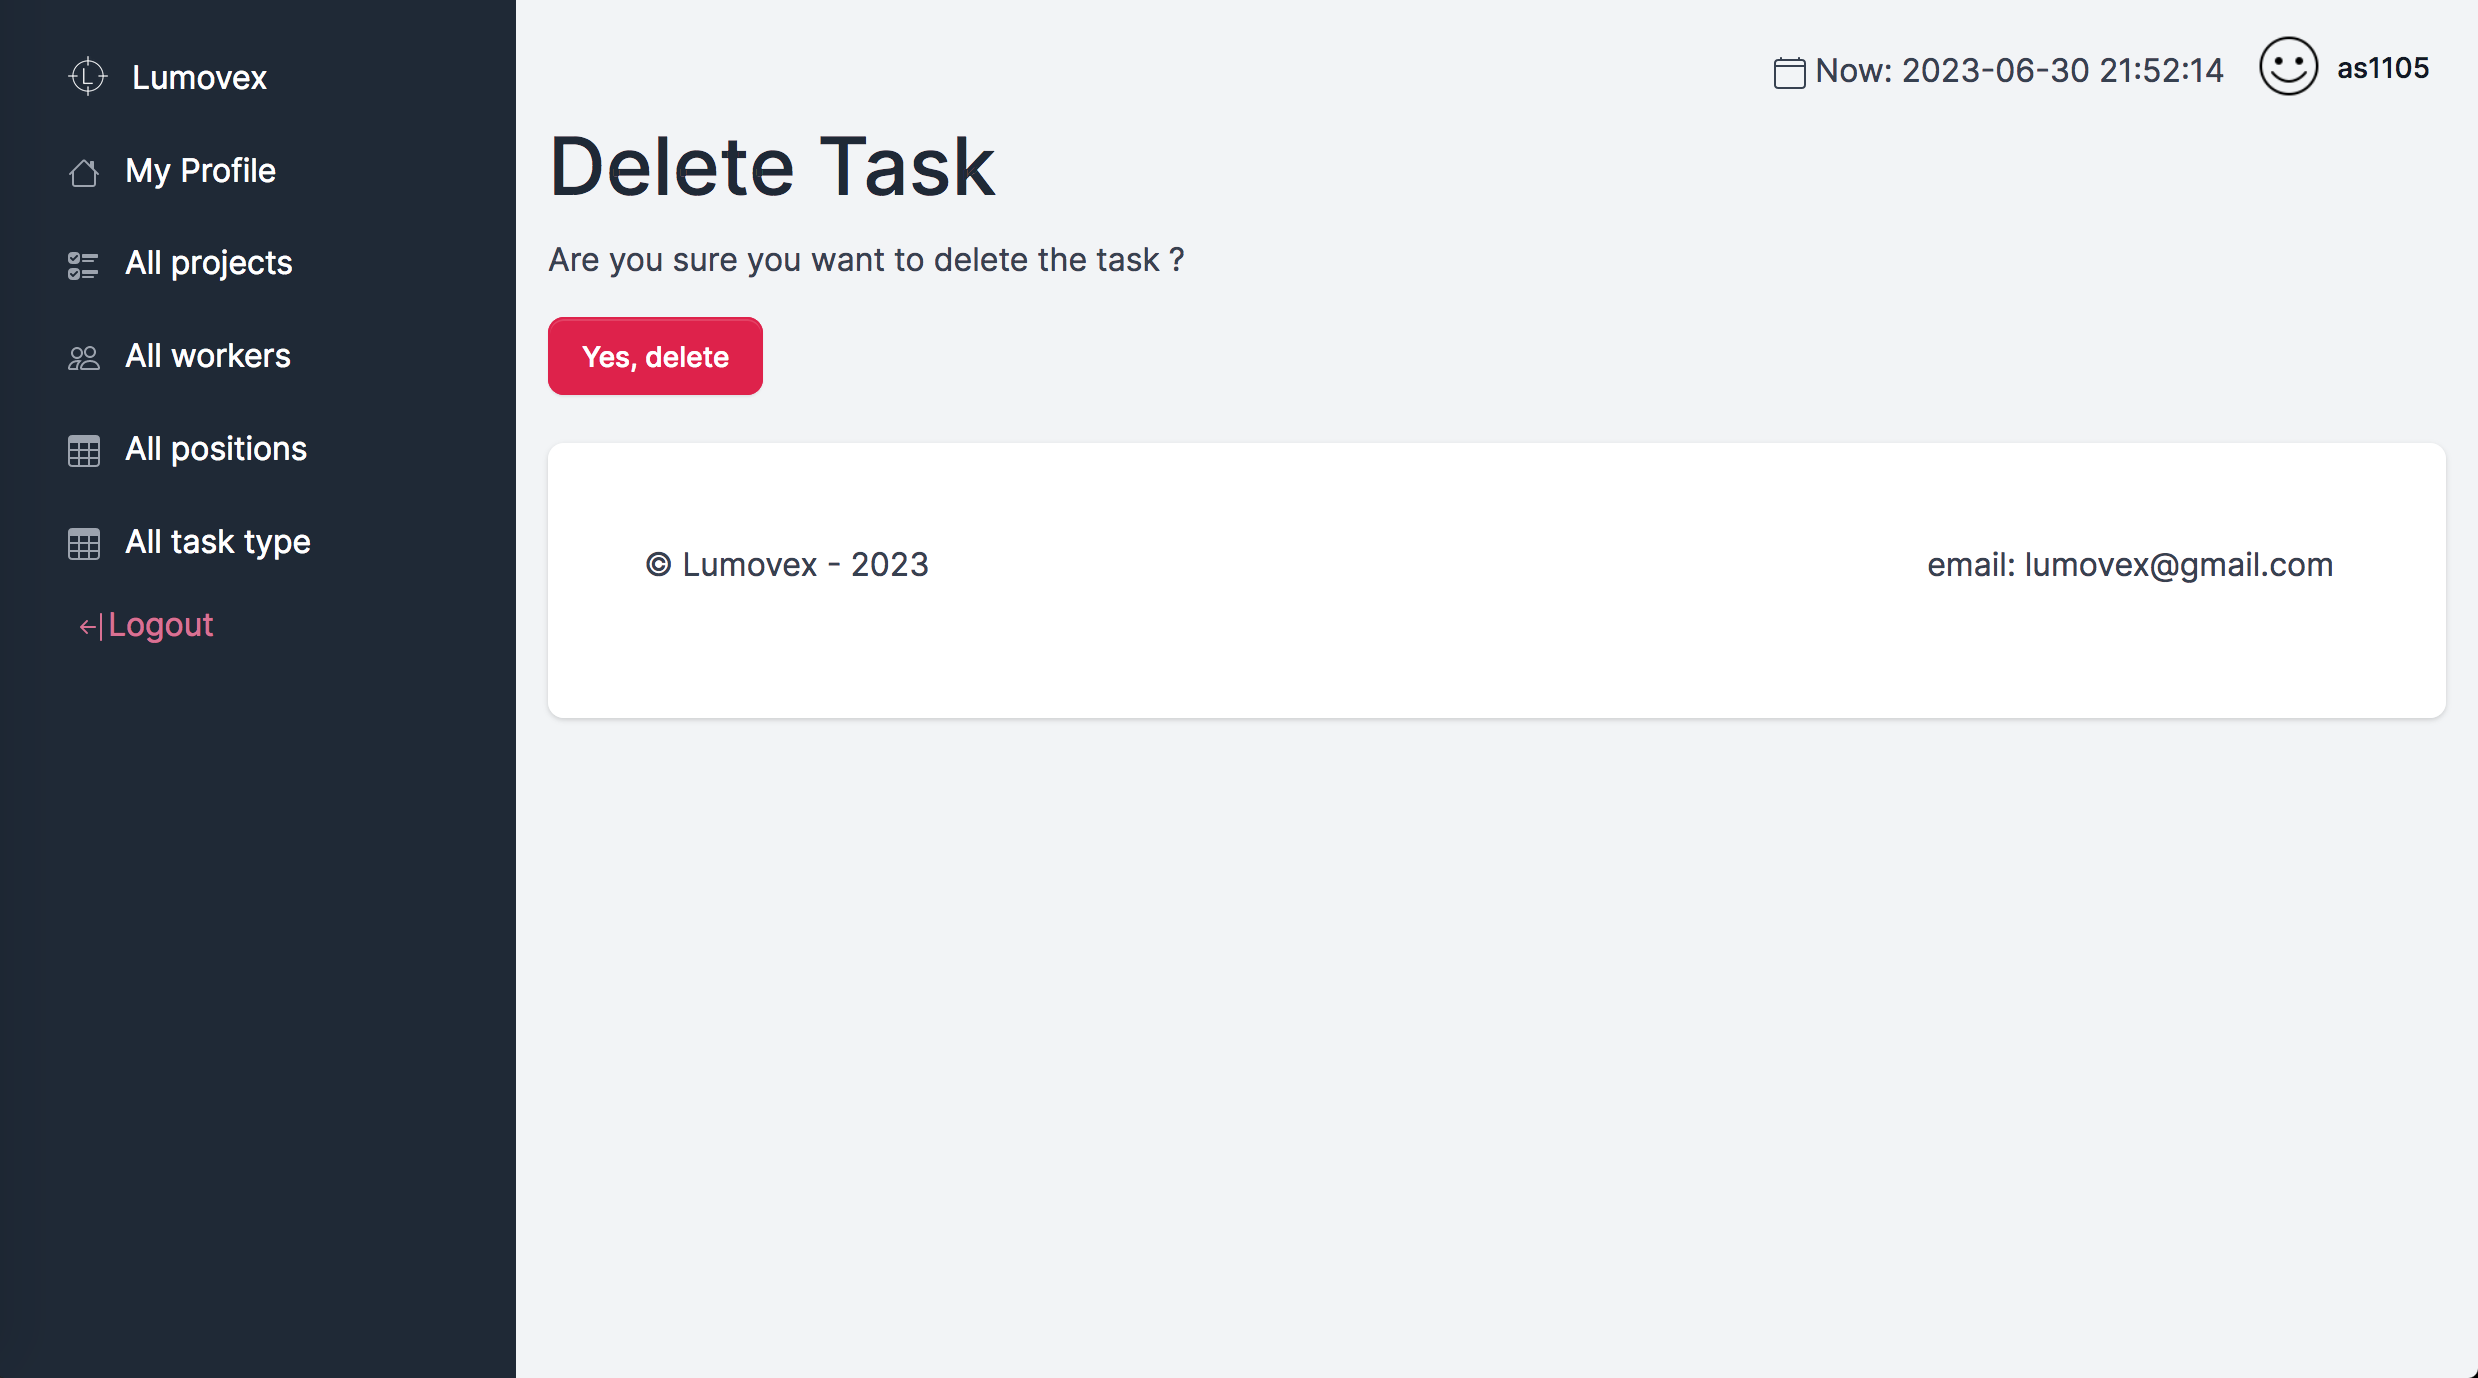 Lumovex
My Profile
All projects
All workers
All positions
All task type
Logout
Now: 2023-06-30 21:52:14
as1105
Delete Task
Are you sure you want to delete the task ?
Yes, delete
© Lumovex - 2023
email: lumovex@gmail.com